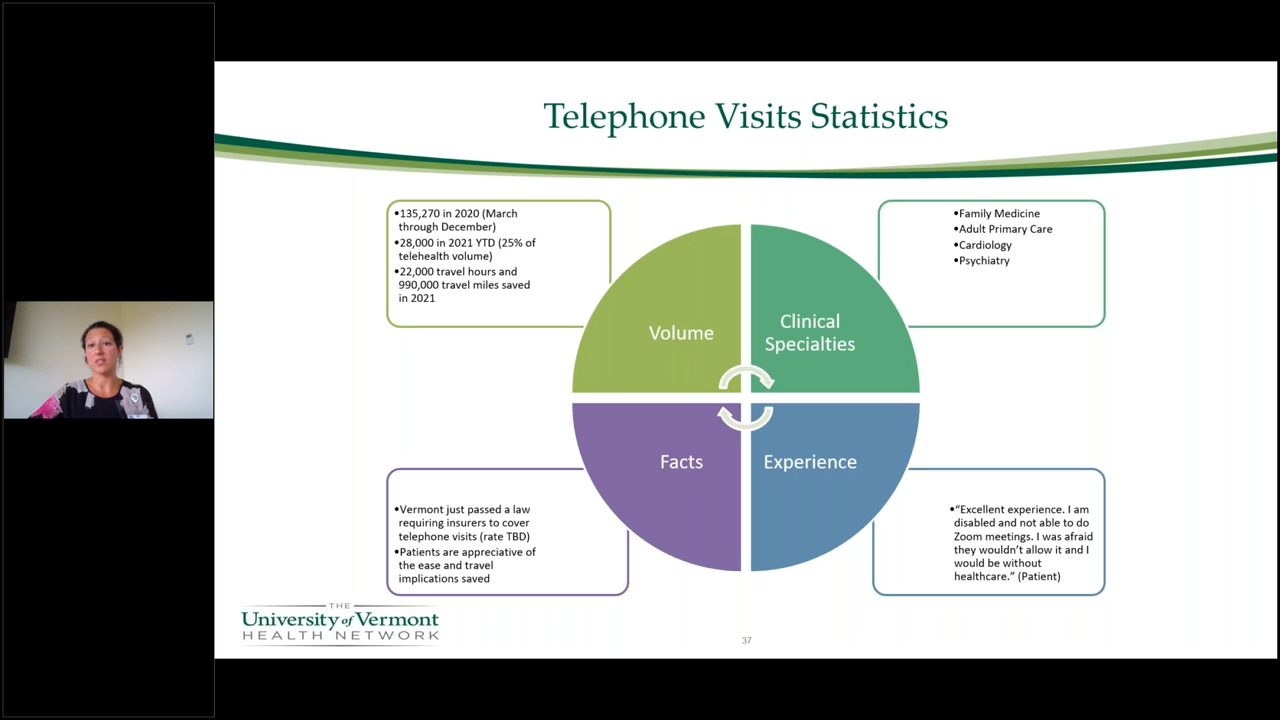 Telephone Visits Statistics
•135,270 in 2020 (March
through December)
•28,000 in 2021 YTD (25% of
telehealth volume)
•22,000 travel hours and
990,000 travel miles saved
in 2021
•Family Medicine
•Adult Primary Care
•Cardiology
•Psychiatry
Volume
Clinical
Specialties
Facts
Experience
•Vermont just passed a law
requiring insurers to cover
telephone visits (rate TBD)
•Patients are appreciative of
the ease and travel
implications saved
•“Excellent experience. I am
disabled and not able to do
Zoom meetings. I was afraid
they wouldn’t allow it and I
would be without
healthcare.” (Patient)
THE
University of Vermont
HEALTH NETWORK
37